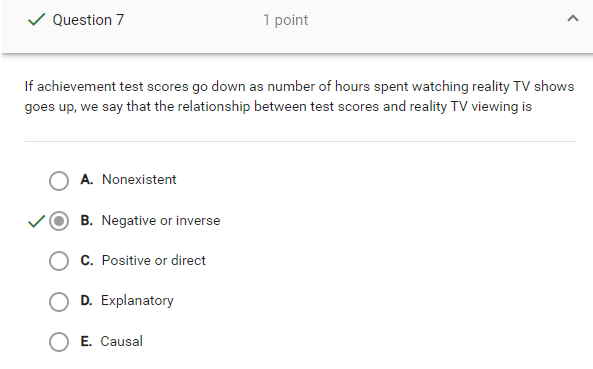 Question 7 1 point
If achievement test scores go down as number of hours spent watching reality TV shows
goes up, we say that the relationship between test scores and reality TV viewing is
A. Nonexistent
B. Negative or inverse
C. Positive or direct
D. Explanatory
E. Causal